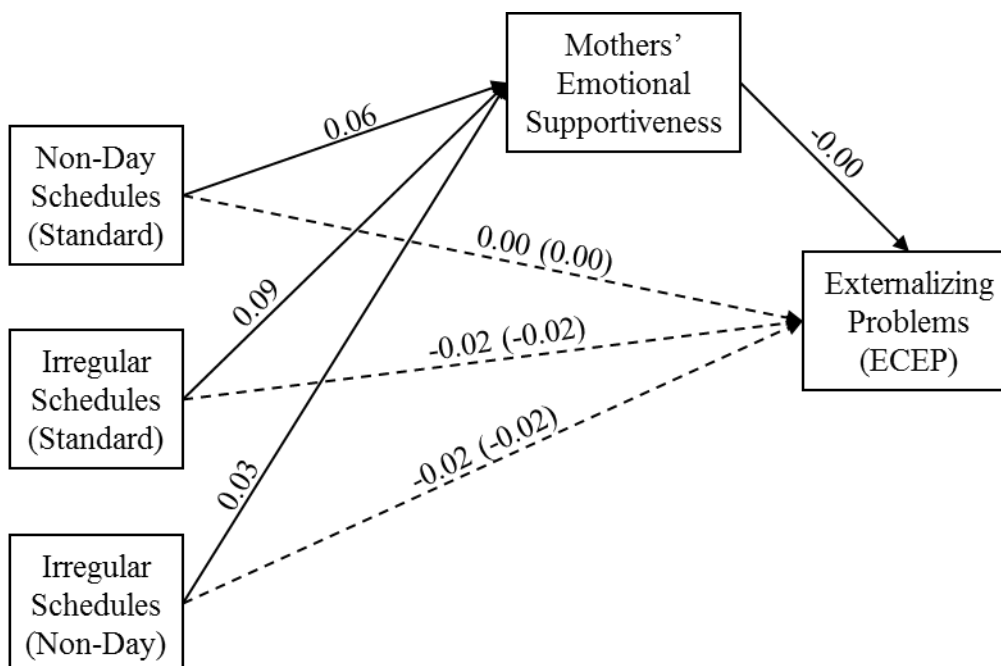 Mothers’
Emotional
Supportiveness
0.06
-0.00
Non-Day
Schedules
(Standard)
0.00 (0.00)
Externalizing
Problems
(ECEP)
0.09
-0.02 (-0.02)
Irregular
Schedules
(Standard)
0.03
-0.02 (-0.02)
Irregular
Schedules
(Non-Day)